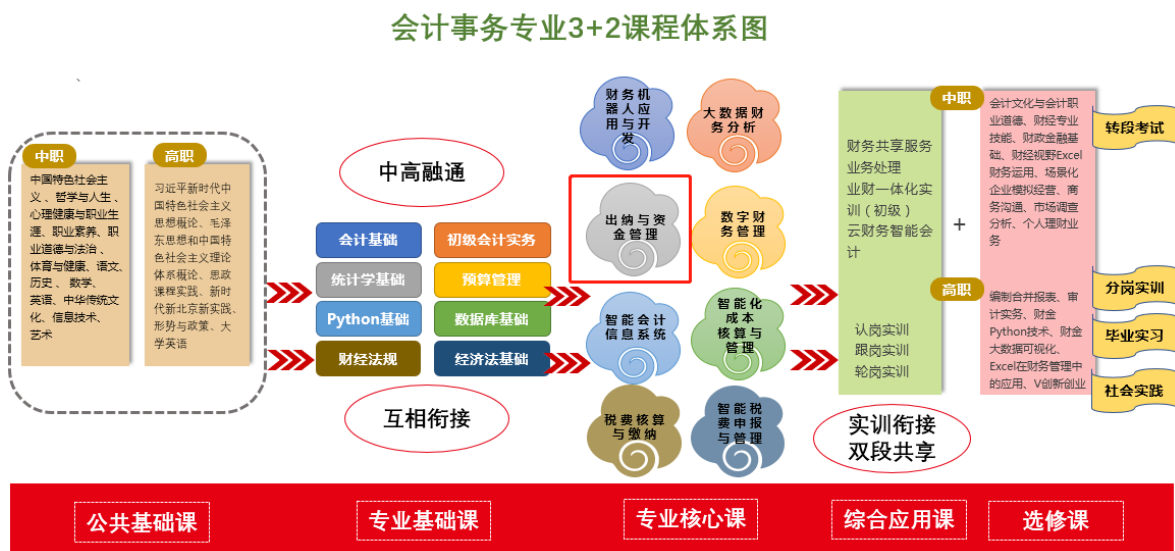 会计事务专业3+2课程体系图
中职
中国特色社会主
义、哲学与人生、
心理健康与职业生
涯、职业素养、职
业道德与法治、
体育与健康、语文、
历史、数学、
英语、中华传统文
化、信息技术、
艺术
高职
习近平新时代中
国特色社会主义
思想概论、毛泽
东思想和中国特
色社会主义理论
体系概论、思政
课程实践、新时
代新北京新实践、
形势与政策、大
学英语
中高融通
会计基础
初级会计实务
统计学基础
预算管理
Python基础
数据库基础
财经法规
经济法基础
互相衔接
财务机
器人应
用与开
发
大数据财
务分析
出纳与资
金管理
数字财
务管理
智能会计
信息系统
智能化
成本
核算与
管理
税费核算
与缴纳
智能税
费申报
与管理
财务共享服务
业务处理
业财一体化实
训（初级）
云财务智能会
计
认岗实训
跟岗实训
轮岗实训
+
中职
会计文化与会计职
业道德、财经专业
技能、财政金融基
础、财经视野Excel
财务运用、场景化
企业模拟经营、商
务沟通、市场调查
分析、个人理财业
务
高职
编制合并报表、审
计实务、财金
Python技术、财金
大数据可视化、
Excel在财务管理中
的应用、V创新创业
转段考试
分岗实训
毕业实习
社会实践
实训衔接
双段共享
公共基础课
专业基础课
专业核心课
综合应用课
选修课